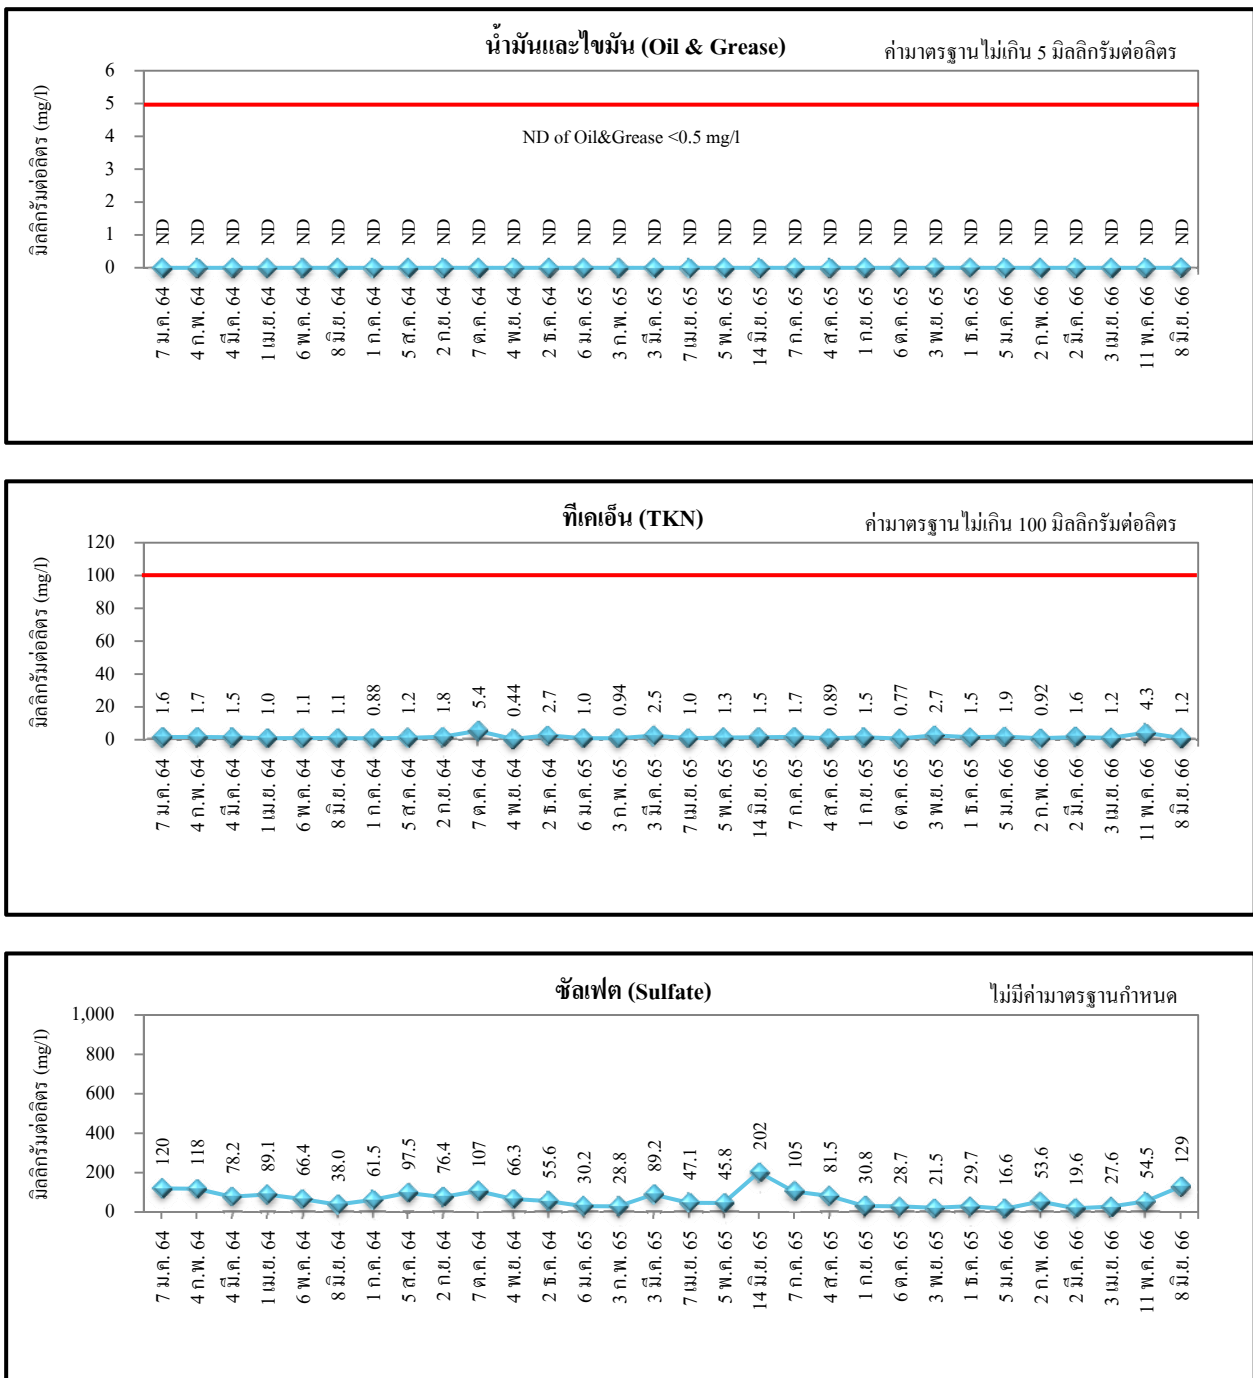 น้ำมันและไขมัน (Oil & Grease)
ค่ามาตรฐานไม่เกิน 5 มิลลิกรัมต่อลิตร
มิลลิกรัมต่อลิตร (mg/l)
6
5
4
3
2
1
0
ND of Oil&Grease <0.5 mg/l
ND ND ND ND ND ND ND ND ND ND ND ND ND ND ND ND ND ND ND ND ND ND ND ND ND ND ND ND ND ND
7 ม.ค. 64
4 ก.พ. 64
4 มี.ค. 64
1 เม.ย. 64
6 พ.ค. 64
8 มิ.ย. 64
1 ก.ค. 64
5 ส.ค. 64
2 ก.ย. 64
7 ต.ค. 64
4 พ.ย. 64
2 ธ.ค. 64
6 ม.ค. 65
3 ก.พ. 65
3 มี.ค. 65
7 เม.ย. 65
5 พ.ค. 65
14 มิ.ย. 65
7 ก.ค. 65
4 ส.ค. 65
1 ก.ย. 65
6 ต.ค. 65
3 พ.ย. 65
1 ธ.ค. 65
5 ม.ค. 66
2 ก.พ. 66
2 มี.ค. 66
3 เม.ย. 66
11 พ.ค. 66
8 มิ.ย. 66
ทีเคเอ็น (TKN)
ค่ามาตรฐานไม่เกิน 100 มิลลิกรัมต่อลิตร
มิลลิกรัมต่อลิตร (mg/l)
120
100
80
60
40
20
0
1.6 1.7 1.5 1.0 1.1 1.1 0.88 1.2 1.8 5.4 0.44 2.7 1.0 0.94 2.5 1.0 1.3 1.5 1.7 0.89 1.5 0.77 2.7 1.5 1.9 0.92 1.6 1.2 4.3 1.2
7 ม.ค. 64
4 ก.พ. 64
4 มี.ค. 64
1 เม.ย. 64
6 พ.ค. 64
8 มิ.ย. 64
1 ก.ค. 64
5 ส.ค. 64
2 ก.ย. 64
7 ต.ค. 64
4 พ.ย. 64
2 ธ.ค. 64
6 ม.ค. 65
3 ก.พ. 65
3 มี.ค. 65
7 เม.ย. 65
5 พ.ค. 65
14 มิ.ย. 65
7 ก.ค. 65
4 ส.ค. 65
1 ก.ย. 65
6 ต.ค. 65
3 พ.ย. 65
1 ธ.ค. 65
5 ม.ค. 66
2 ก.พ. 66
2 มี.ค. 66
3 เม.ย. 66
11 พ.ค. 66
8 มิ.ย. 66
ซัลเฟต (Sulfate)
ไม่มีค่ามาตรฐานกำหนด
มิลลิกรัมต่อลิตร (mg/l)
1,000
800
600
400
200
0
120 118 78.2 89.1 66.4 38.0 61.5 97.5 76.4 107 66.3 55.6 30.2 28.8 89.2 47.1 45.8 202 105 81.5 30.8 28.7 21.5 29.7 16.6 53.6 19.6 27.6 54.5 129
7 ม.ค. 64
4 ก.พ. 64
4 มี.ค. 64
1 เม.ย. 64
6 พ.ค. 64
8 มิ.ย. 64
1 ก.ค. 64
5 ส.ค. 64
2 ก.ย. 64
7 ต.ค. 64
4 พ.ย. 64
2 ธ.ค. 64
6 ม.ค. 65
3 ก.พ. 65
3 มี.ค. 65
7 เม.ย. 65
5 พ.ค. 65
14 มิ.ย. 65
7 ก.ค. 65
4 ส.ค. 65
1 ก.ย. 65
6 ต.ค. 65
3 พ.ย. 65
1 ธ.ค. 65
5 ม.ค. 66
2 ก.พ. 66
2 มี.ค. 66
3 เม.ย. 66
11 พ.ค. 66
8 มิ.ย. 66